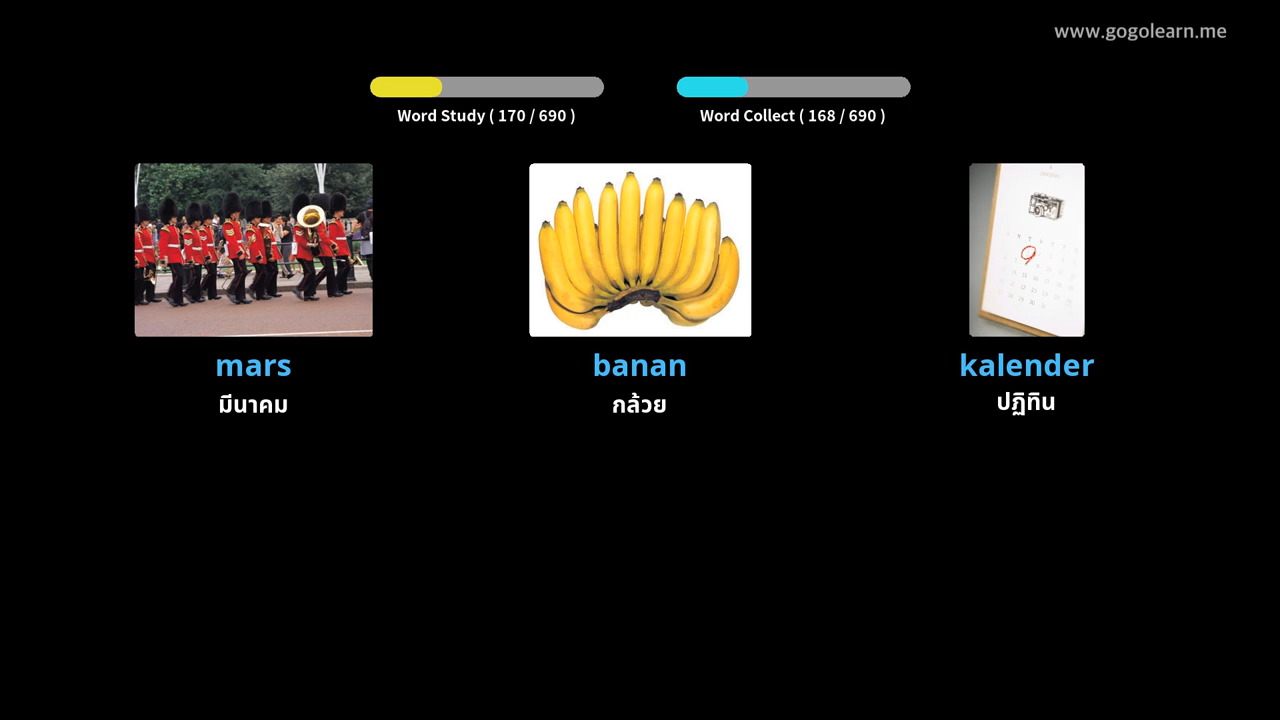 www.gogolearn.me
Word Study ( 170 / 690 )
Word Collect ( 168 / 690 )
mars
banan
kalender
มีนาคม
กล้วย
ปฏิทิน